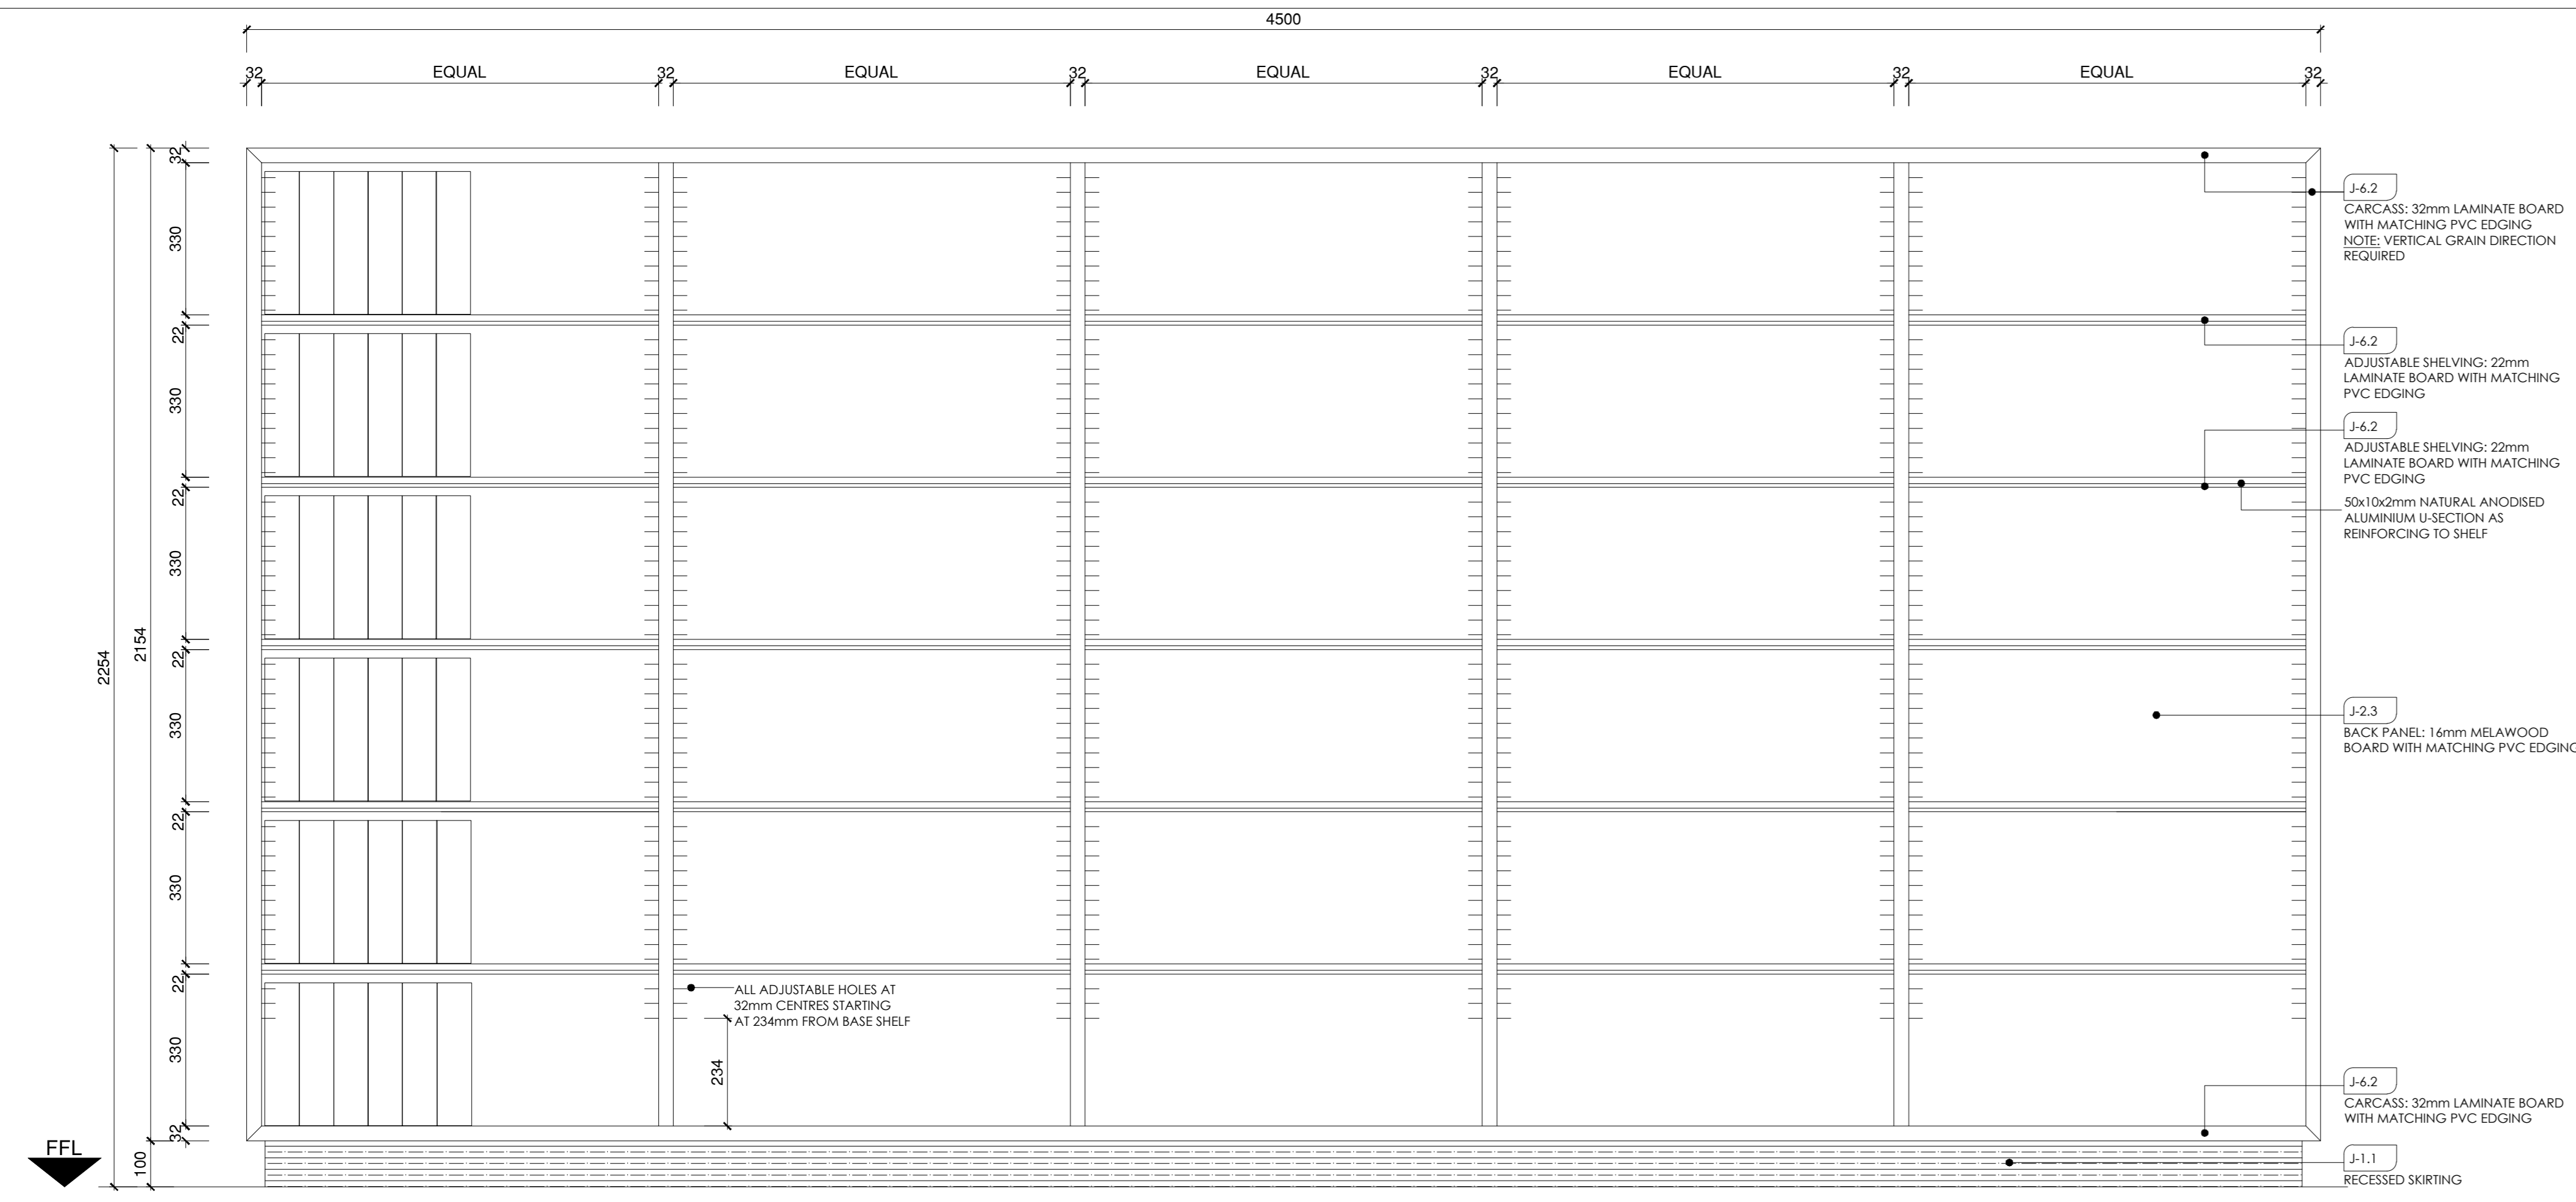 4500
32 EQUAL 32 EQUAL 32 EQUAL 32 EQUAL 32 EQUAL 32
32
330
22
330
22
330
22
330
22
330
22
330
32
2154
2254
100
FFL
J-6.2
CARCASS: 32mm LAMINATE BOARD
WITH MATCHING PVC EDGING
NOTE: VERTICAL GRAIN DIRECTION
REQUIRED
J-6.2
ADJUSTABLE SHELVING: 22mm
LAMINATE BOARD WITH MATCHING
PVC EDGING
J-6.2
ADJUSTABLE SHELVING: 22mm
LAMINATE BOARD WITH MATCHING
PVC EDGING
50x10x2mm NATURAL ANODISED
ALUMINIUM U-SECTION AS
REINFORCING TO SHELF
J-2.3
BACK PANEL: 16mm MELAWOOD
BOARD WITH MATCHING PVC EDGING
ALL ADJUSTABLE HOLES AT
32mm CENTRES STARTING
AT 234mm FROM BASE SHELF
234
J-6.2
CARCASS: 32mm LAMINATE BOARD
WITH MATCHING PVC EDGING
J-1.1
RECESSED SKIRTING